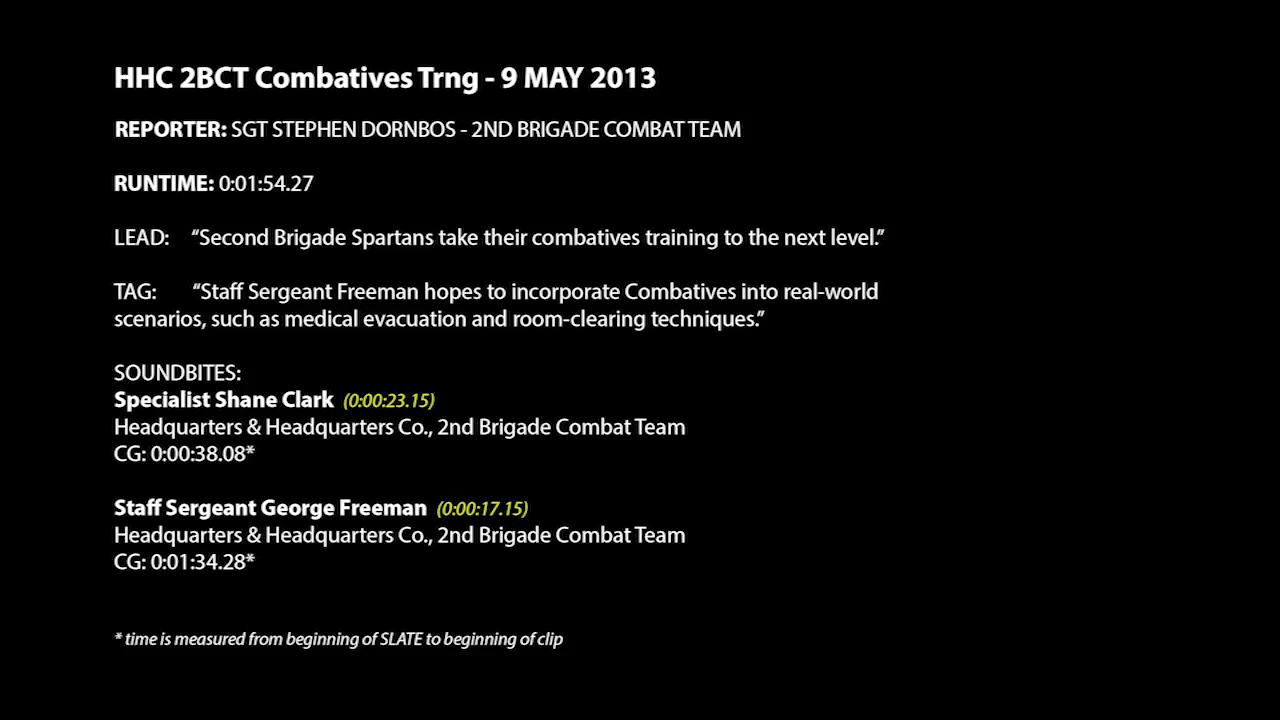 HHC 2BCT Combatives Trng - 9 MAY 2013
REPORTER: SGT STEPHEN DORNBOS - 2ND BRIGADE COMBAT TEAM
RUNTIME: 0:01:54.27
LEAD: “Second Brigade Spartans take their combatives training to the next level.”
TAG: “Staff Sergeant Freeman hopes to incorporate Combatives into real-world
scenarios, such as medical evacuation and room-clearing techniques.”
SOUNDBITES:
Specialist Shane Clark (0:00:23.15)
Headquarters & Headquarters Co., 2nd Brigade Combat Team
CG: 0:00:38.08*
Staff Sergeant George Freeman (0:00:17.15)
Headquarters & Headquarters Co., 2nd Brigade Combat Team
CG: 0:01:34.28*
* time is measured from beginning of SLATE to beginning of clip